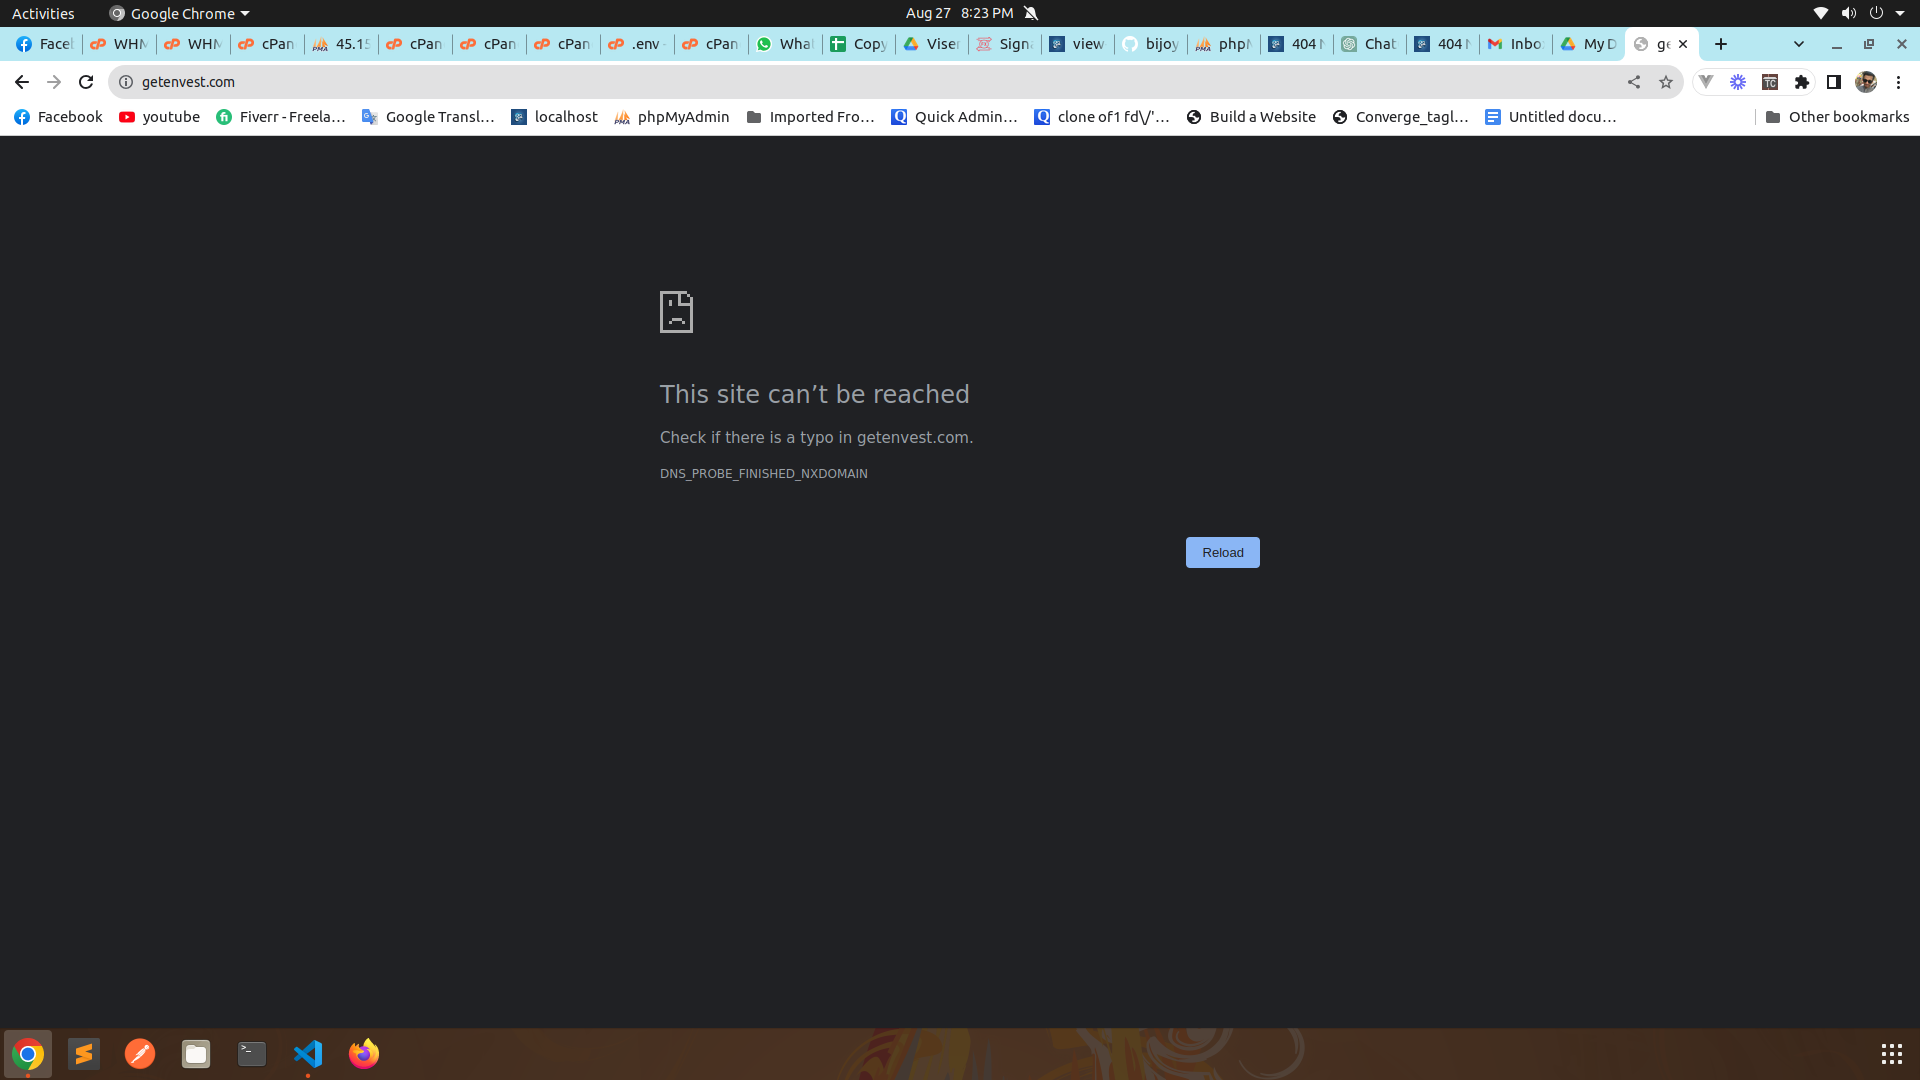 Activities
Google Chrome
Aug 27 8:23 PM
Face
WHM
WHM
cPan
45.15
cPan
cPan
cPan
.env -
cPan
What
Copy
Viser
Signa
view
bijoy
phpM
404 N
Chat
404 N
Inbo
My D
ge
getenvest.com
TC
Facebook
youtube
Fiverr - Freela...
Google Transl...
localhost
phpMyAdmin
Imported Fro...
Quick Admin...
clone of1 fd\/'...
Build a Website
Converge_tagl...
Untitled docu...
Other bookmarks
This site can’t be reached
Check if there is a typo in getenvest.com.
DNS_PROBE_FINISHED_NXDOMAIN
Reload